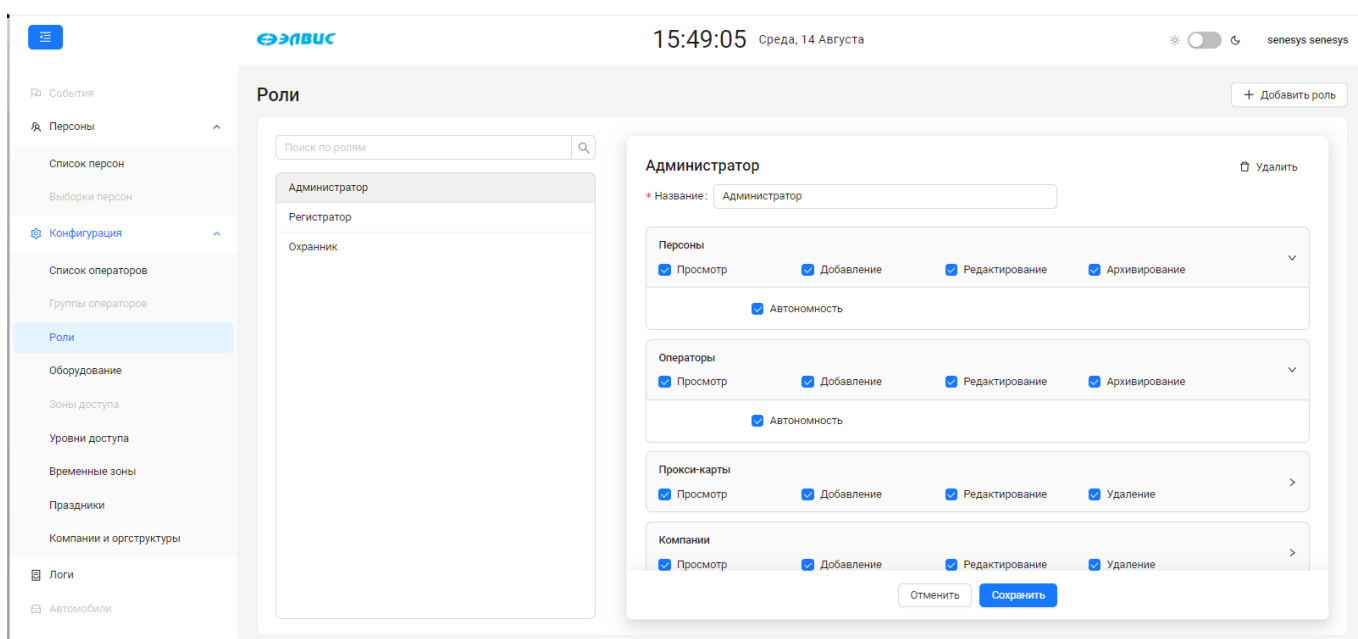 ЭЛВИС
15:49:05 Среда, 14 Августа
senesys senesys
События
Персоны
Список персон
Выборки персон
Конфигурация
Список операторов
Группы операторов
Роли
Оборудование
Зоны доступа
Уровни доступа
Временные зоны
Праздники
Компании и оргструктуры
Логи
Автомобили
Роли
+ Добавить роль
Поиск по ролям
Администратор
Регистратор
Охранник
Администратор
Удалить
* Название: Администратор
Персоны
Просмотр Добавление Редактирование Архивирование
Автономность
Операторы
Просмотр Добавление Редактирование Архивирование
Автономность
Прокси-карты
Просмотр Добавление Редактирование Удаление
Компании
Просмотр Добавление Редактирование Удаление
Отменить Сохранить